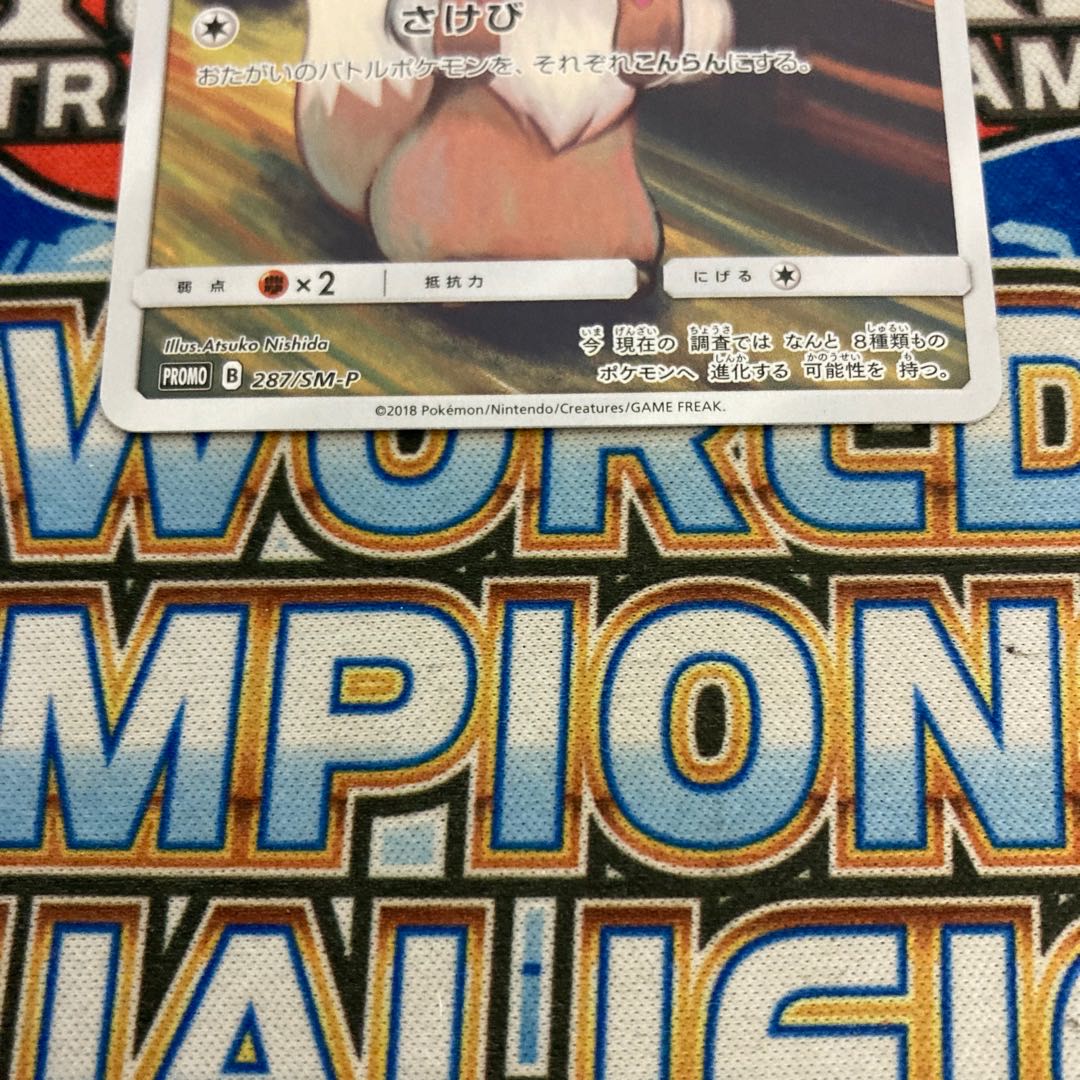 TR
AM
さけび
おたがいのバトルポケモンを、それぞれこんらんにする。
弱点 ×2 抵抗力 にげる
Illus.Atsuko Nishida
PROMO B 287/SM-P
今 現在の 調査では なんと 8種類もの
ポケモンへ 進化する 可能性を 持つ。
©2018 Pokémon/Nintendo/Creatures/GAME FREAK.
WORLD
MPION